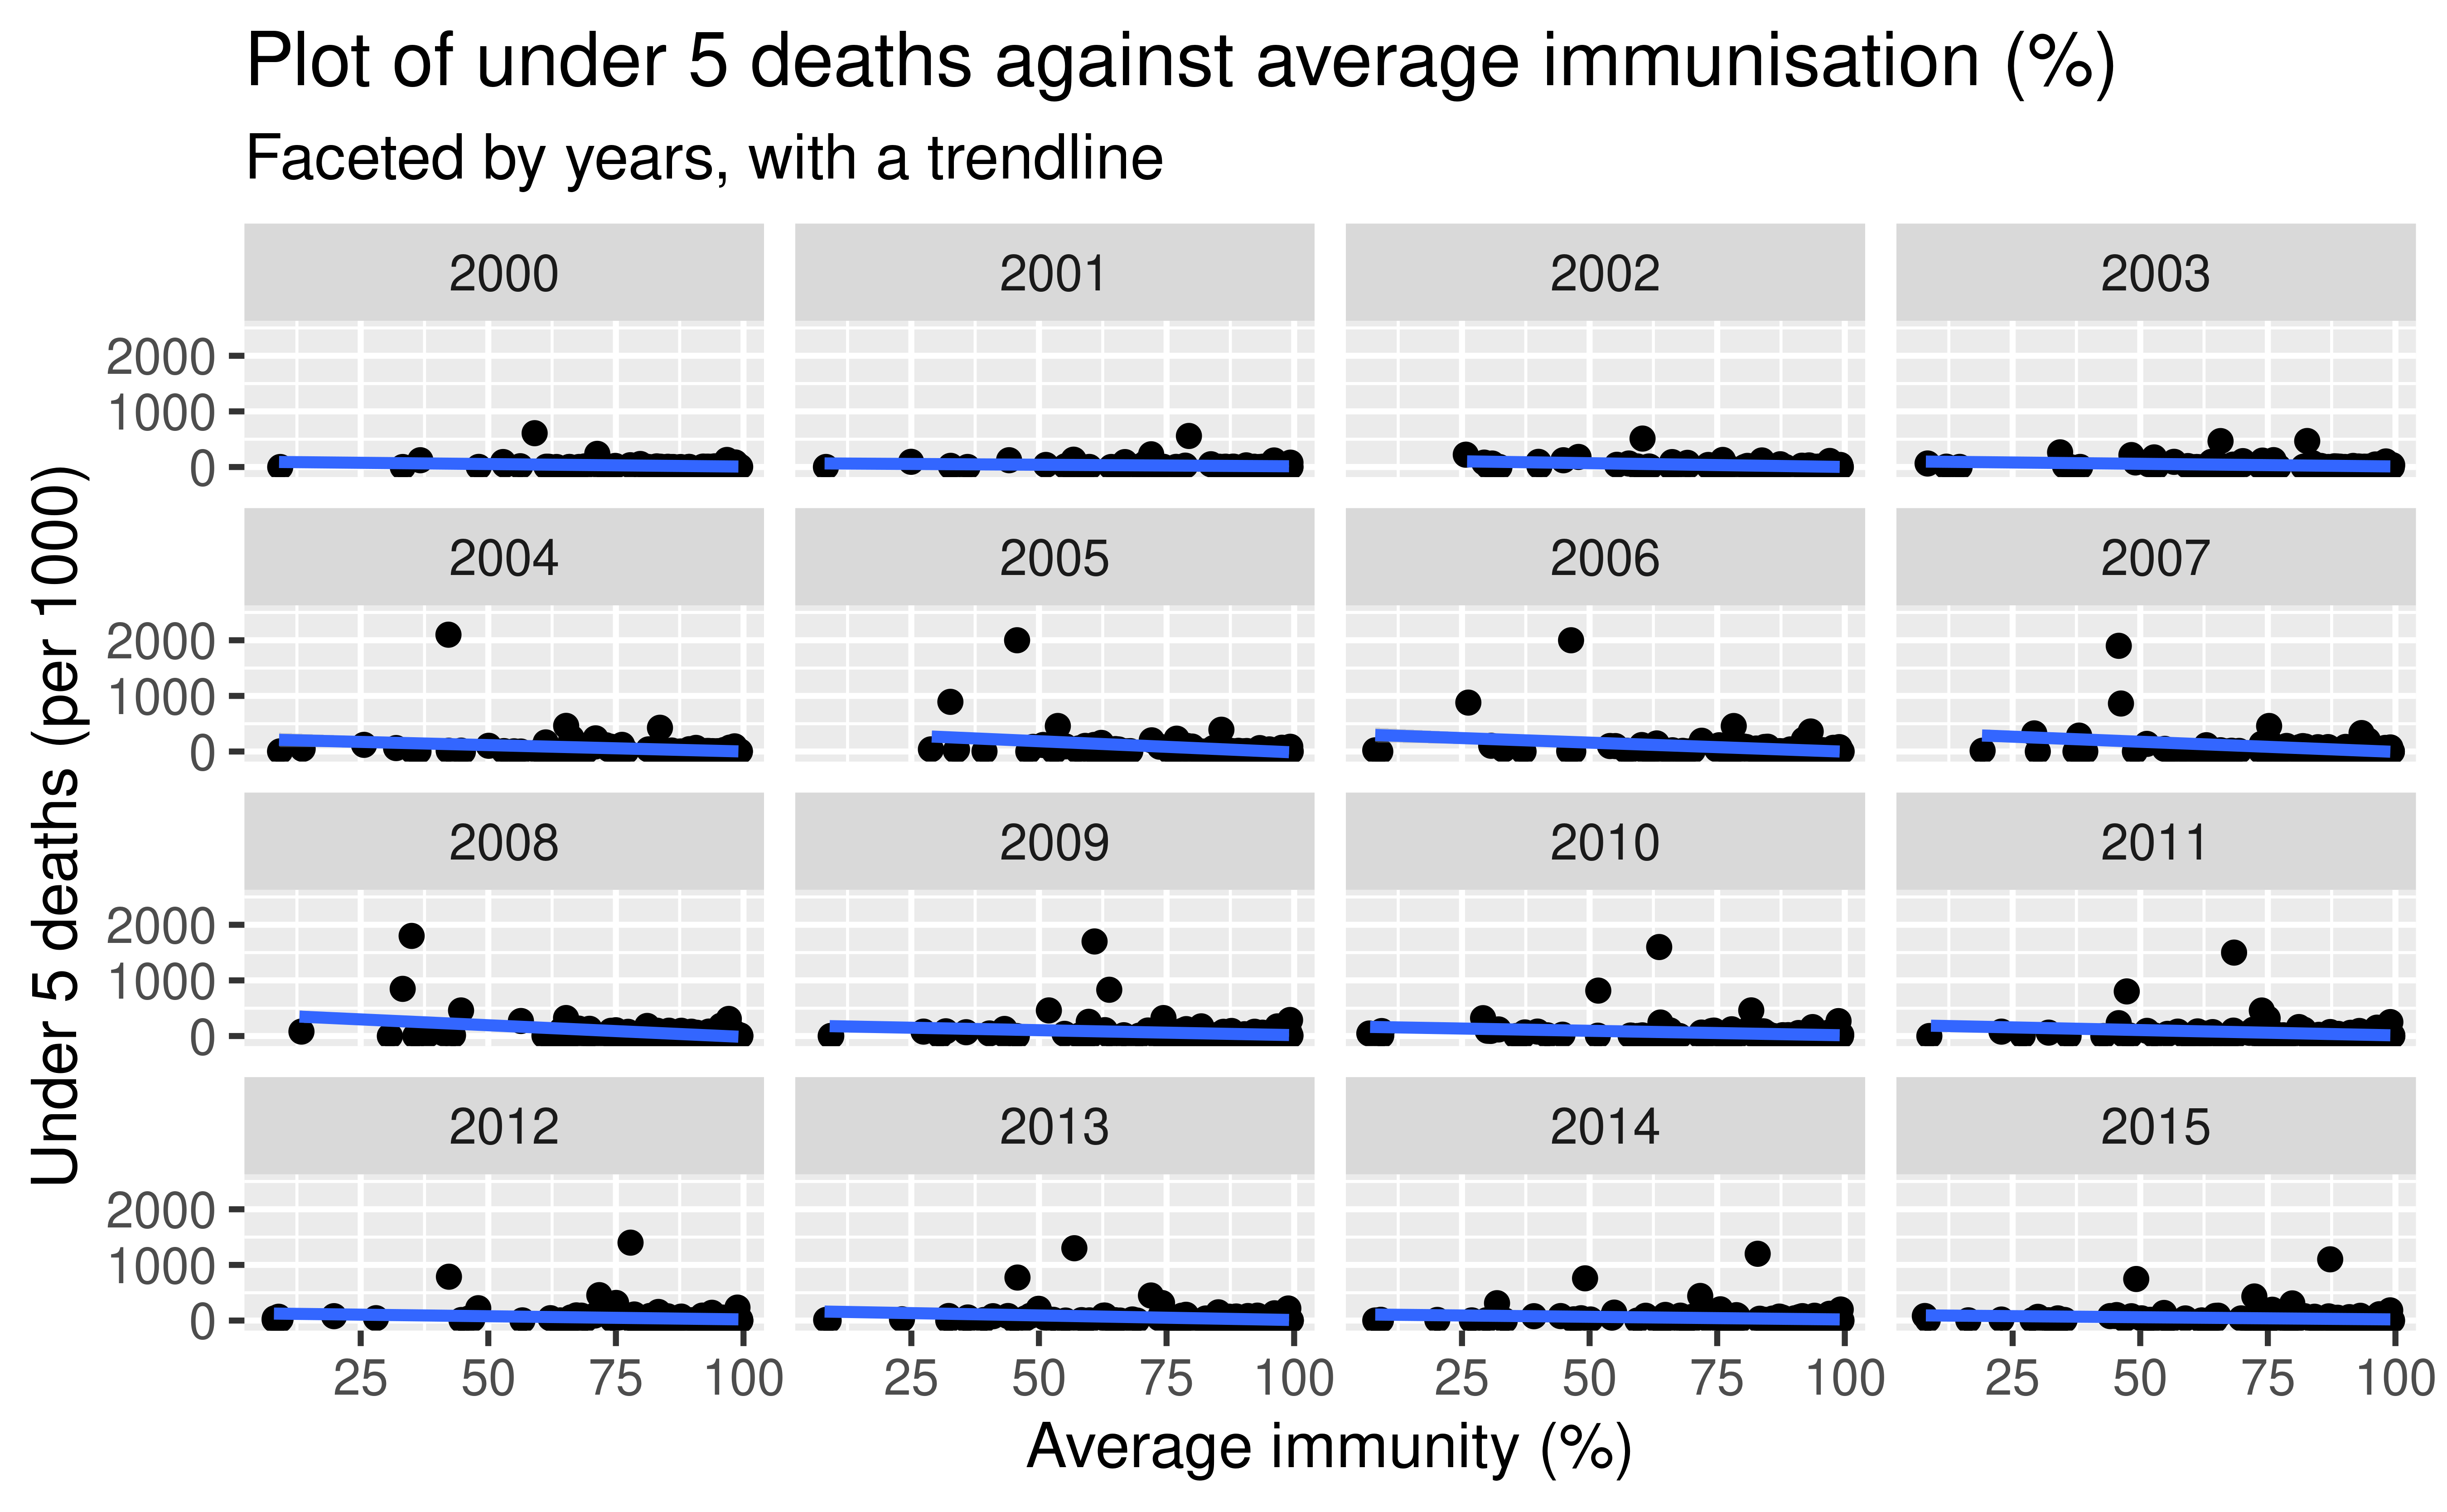 Plot of under 5 deaths against average immunisation (%)
Faceted by years, with a trendline
2000 2001 2002 2003
2000
1000
0
2004 2005 2006 2007
2000
1000
0
2008 2009 2010 2011
2000
1000
0
2012 2013 2014 2015
2000
1000
0
25 50 75 100 25 50 75 100 25 50 75 100 25 50 75 100
Average immunity (%)
Under 5 deaths (per 1000)